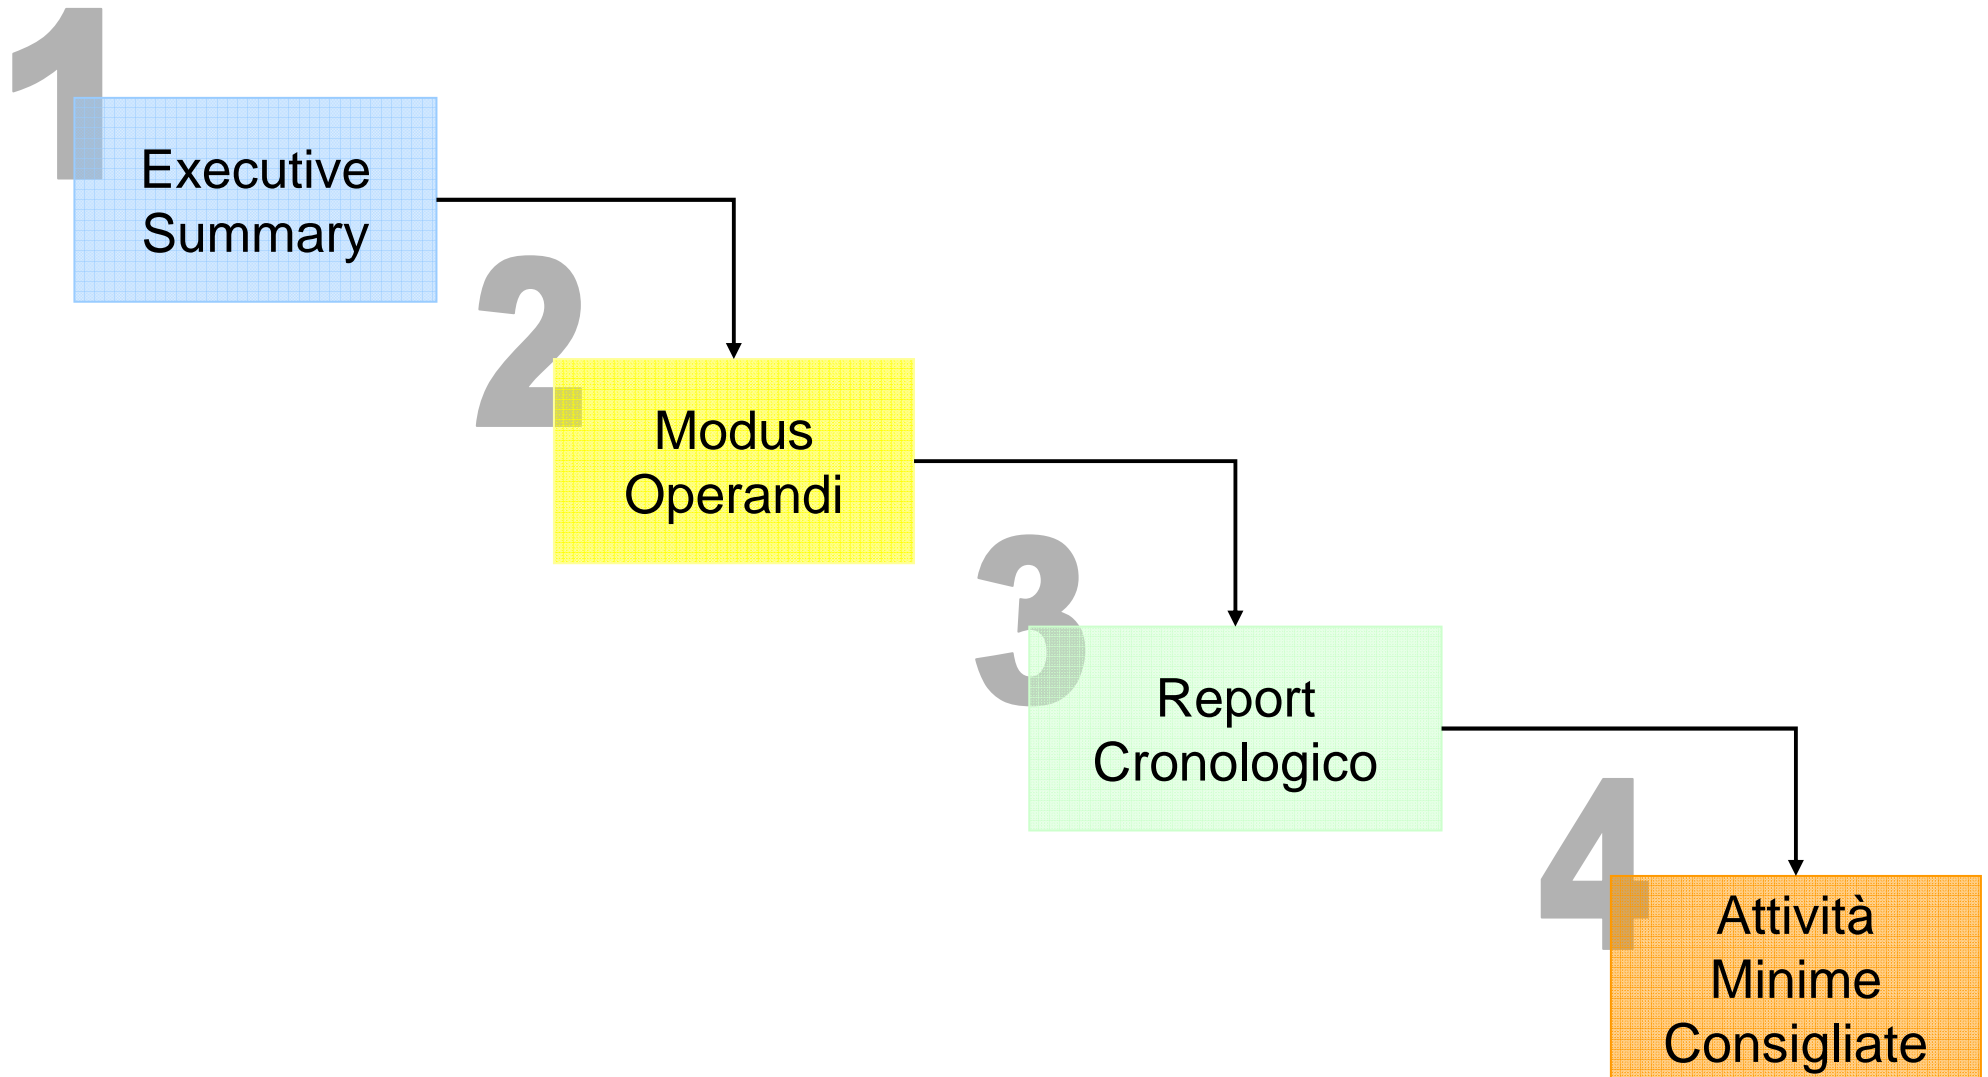 1
Executive
Summary
2
Modus
Operandi
3
Report
Cronologico
4
Attività
Minime
Consigliate